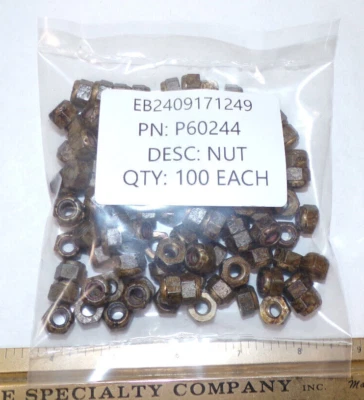 EB2409171249
PN: P60244
DESC: NUT
QTY: 100 EACH
SPECIALTY COMPANY INC.